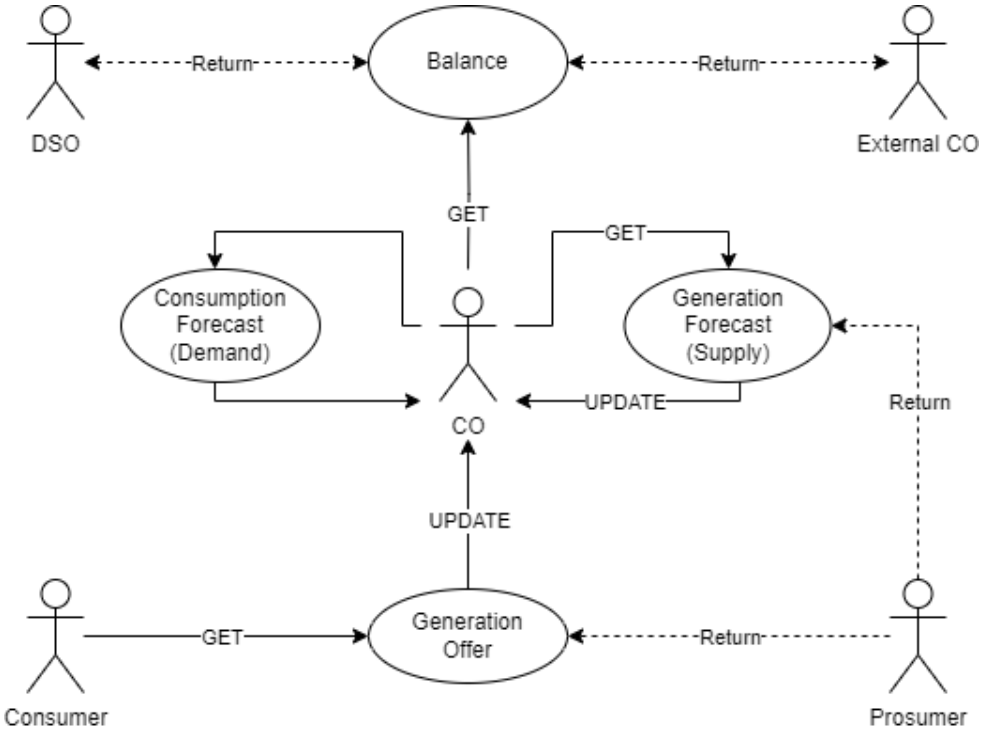 Return
Balance
Return
DSO
External CO
GET
GET
Consumption
Forecast
(Demand)
Generation
Forecast
(Supply)
UPDATE
Return
CO
UPDATE
Generation
Offer
GET
Return
Consumer
Prosumer